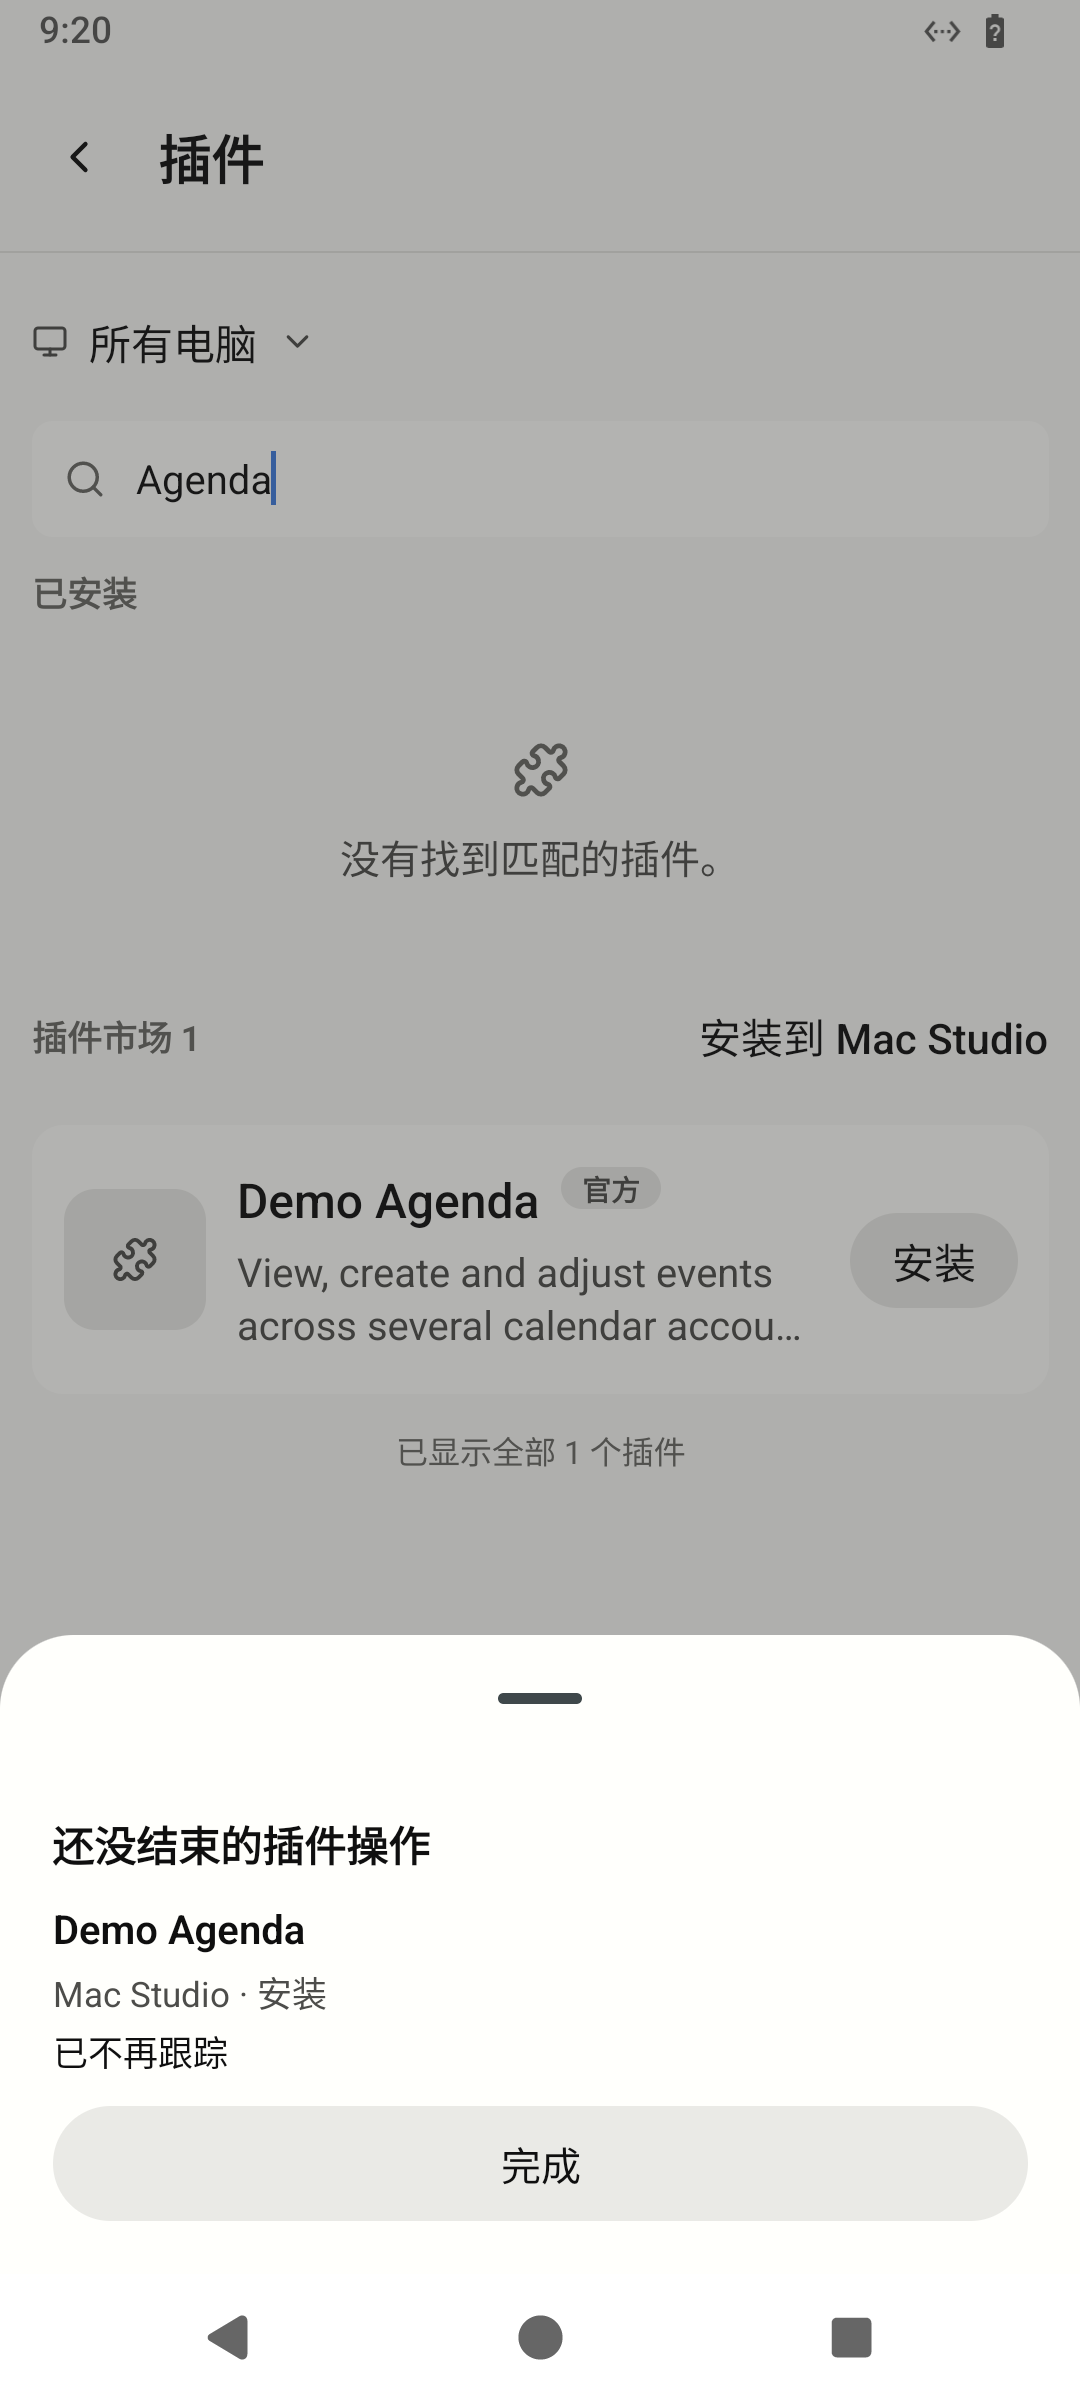 9:20
插件
所有电脑
Agenda
已安装
没有找到匹配的插件。
插件市场 1
安装到 Mac Studio
Demo Agenda
官方
View, create and adjust events
across several calendar accou...
安装
已显示全部 1 个插件
还没结束的插件操作
Demo Agenda
Mac Studio · 安装
已不再跟踪
完成